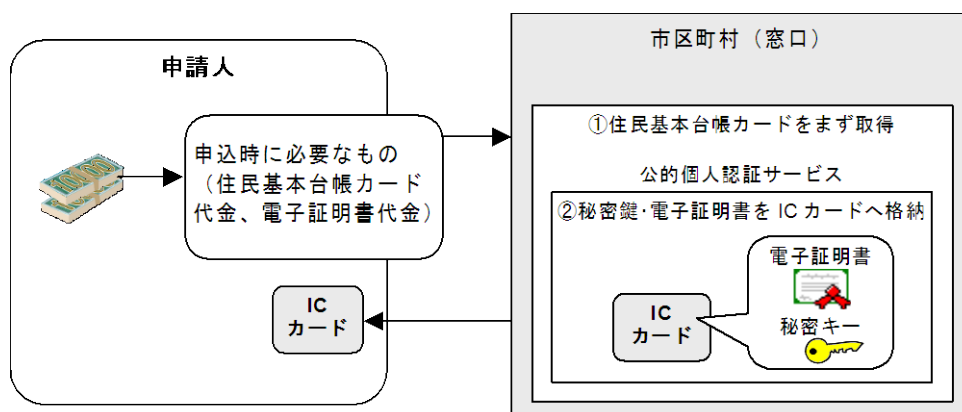 申請人
申込時に必要なもの
（住民基本台帳カード
代金、電子証明書代金）
IC
カード
市区町村（窓口）
①住民基本台帳カードをまず取得
公的個人認証サービス
②秘密鍵・電子証明書を IC カードへ格納
電子証明書
秘密キー
IC
カード